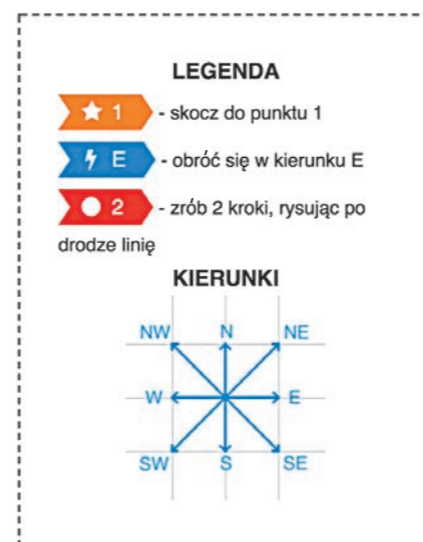 LEGENDA
1 - skocz do punktu 1
E - obróć się w kierunku E
2 - zrób 2 kroki, rysując po
drodze linię
KIERUNKI
NW N NE
W E
SW S SE